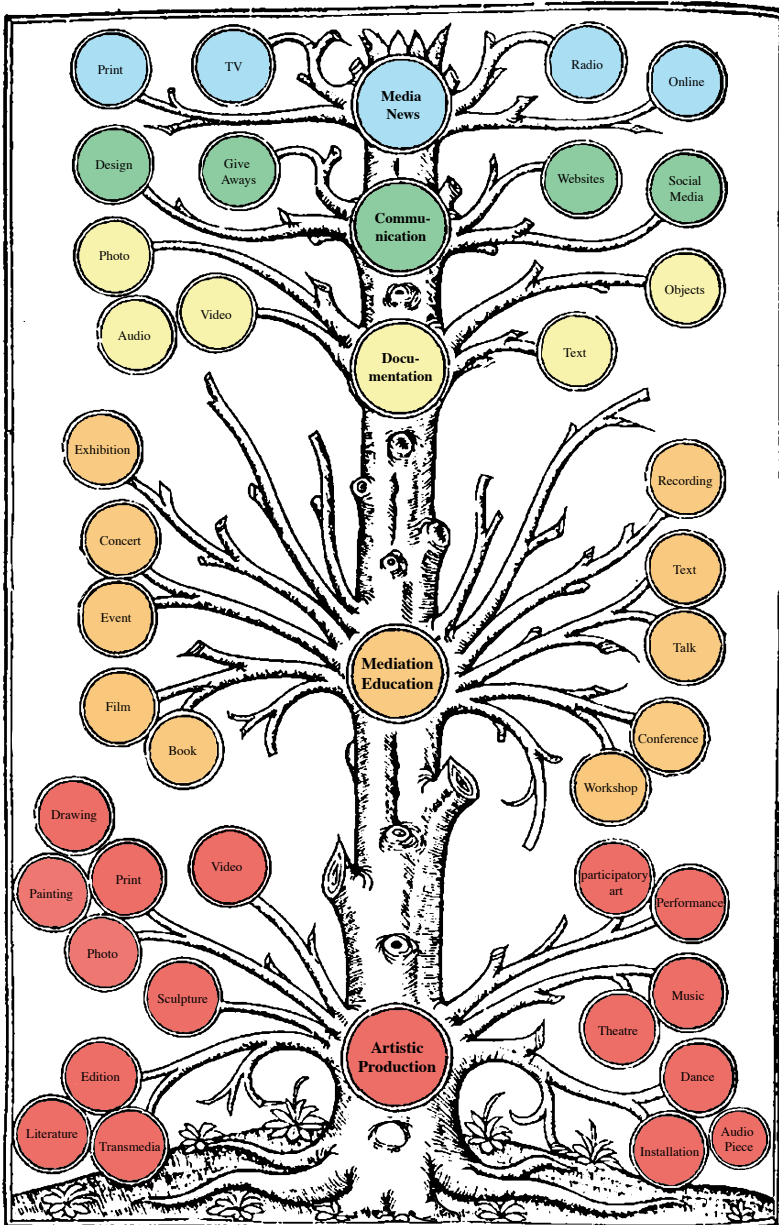 Print
TV
Radio
Online
Media
News
Design
Give
Aways
Websites
Social
Media
Commu-
nication
Photo
Audio
Video
Objects
Text
Docu-
mentation
Exhibition
Concert
Event
Film
Book
Recording
Text
Talk
Conference
Workshop
Mediation
Education
Drawing
Painting
Print
Photo
Video
Sculpture
participatory
art
Performance
Music
Theatre
Artistic
Production
Edition
Literature
Transmedia
Dance
Installation
Audio
Piece